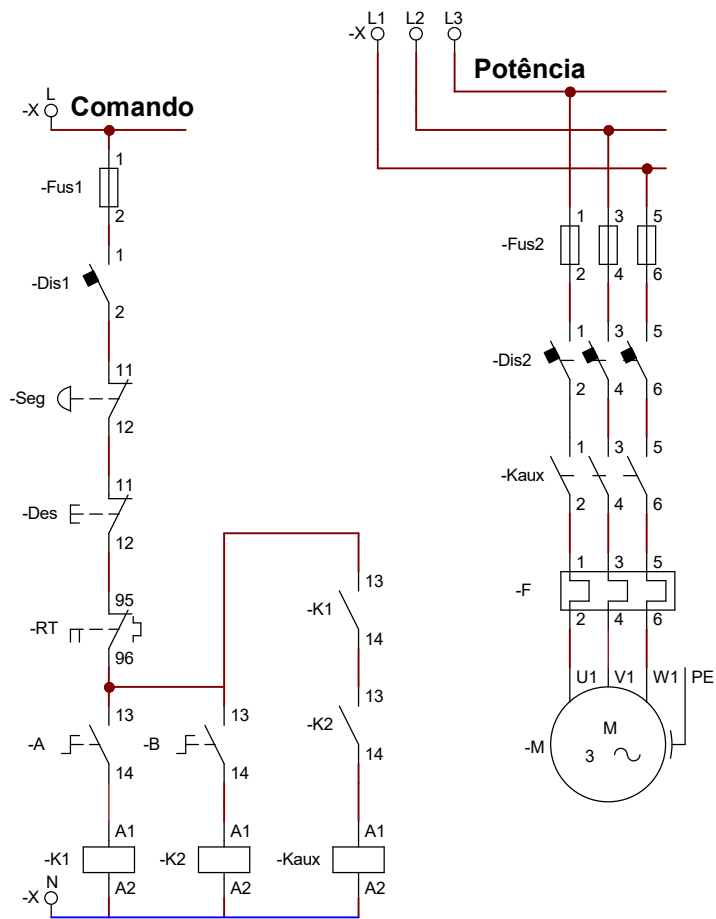 L1 L2 L3
-X
Potência
L
-X
Comando
1
-Fus1
2
1
-Dis1
2
11
-Seg
12
11
-Des
12
95
-RT
96
13
-A
14
A1
-K1
A2
N
-X
13
-B
14
A1
-K2
A2
13
-K1
14
13
-K2
14
A1
-Kaux
A2
1 3 5
-Fus2
2 4 6
1 3 5
-Dis2
2 4 6
1 3 5
-Kaux
2 4 6
1 3 5
-F
2 4 6
U1 V1 W1 PE
M
-M
3